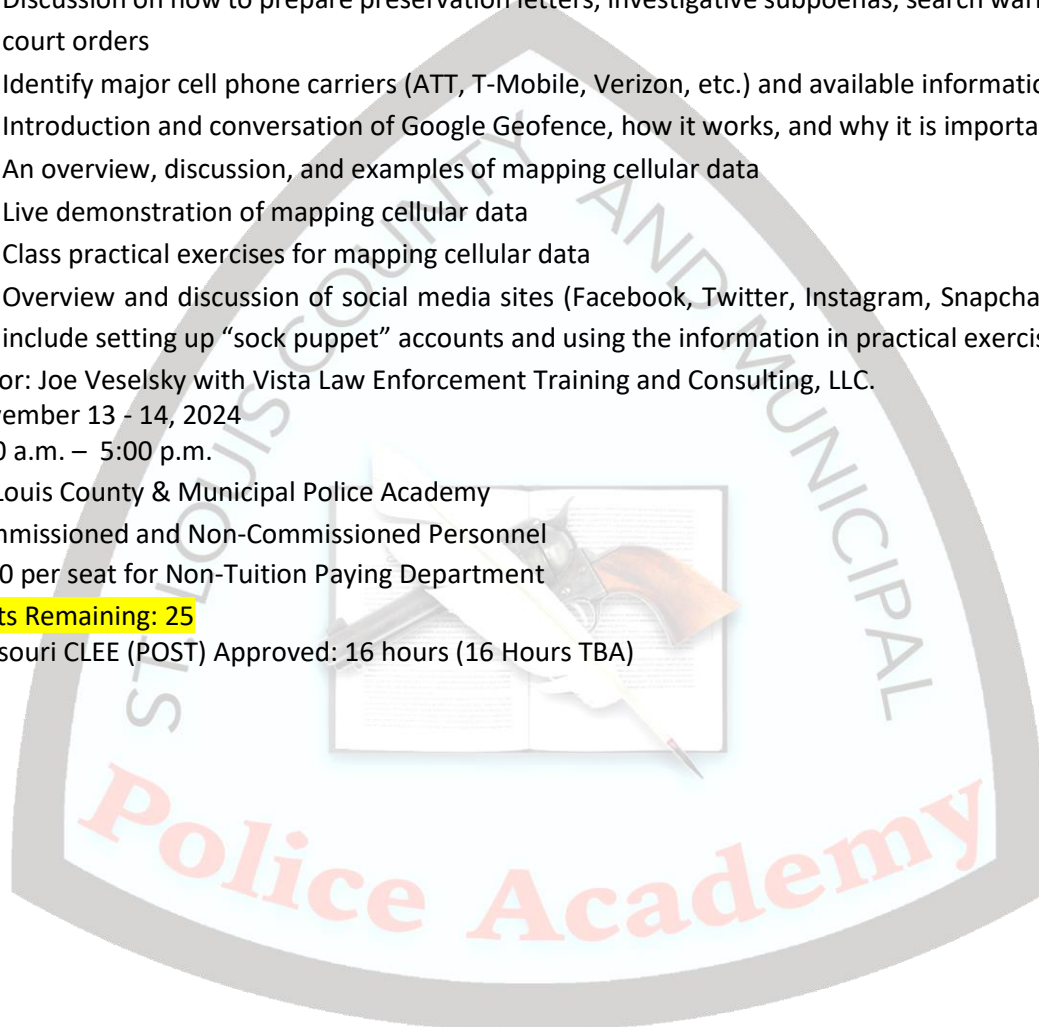 Discussion on how to prepare preservation letters, investigative subpoenas, search war
court orders
Identify major cell phone carriers (ATT, T-Mobile, Verizon, etc.) and available informatio
Introduction and conversation of Google Geofence, how it works, and why it is importa
An overview, discussion, and examples of mapping cellular data
Live demonstration of mapping cellular data
Class practical exercises for mapping cellular data
Overview and discussion of social media sites (Facebook, Twitter, Instagram, Snapcha
include setting up “sock puppet” accounts and using the information in practical exercis
or: Joe Veselsky with Vista Law Enforcement Training and Consulting, LLC.
vember 13 - 14, 2024
0 a.m. – 5:00 p.m.
Louis County & Municipal Police Academy
mmissioned and Non-Commissioned Personnel
0 per seat for Non-Tuition Paying Department
ts Remaining: 25
souri CLEE (POST) Approved: 16 hours (16 Hours TBA)
ST. LOUIS COUNTY AND MUNICIPAL
Police Academy